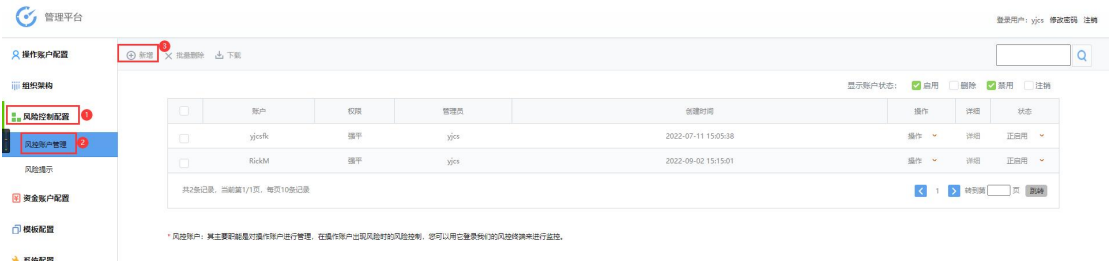 管理平台
登录用户：yjcs 修改密码 注销
操作账户配置
新增 3 批量删除 下载
组织架构
显示账户状态： 启用 删除 禁用 注销
风险控制配置 1
账户 权限 管理员 创建时间 操作 详细 状态
风控账户管理 2
yjcsfk 强平 yjcs 2022-07-11 15:05:38 操作 详细 正启用
RickM 强平 yjcs 2022-09-02 15:15:01 操作 详细 正启用
风险提示
共2条记录，当前第1/1页，每页10条记录 1 转到第 页 跳转
资金账户配置
模板配置
* 风控账户：其主要职能是对操作账户进行管理，在操作账户出现风险时的风险控制，您可以用它登录我们的风控终端来进行监控。
系统配置